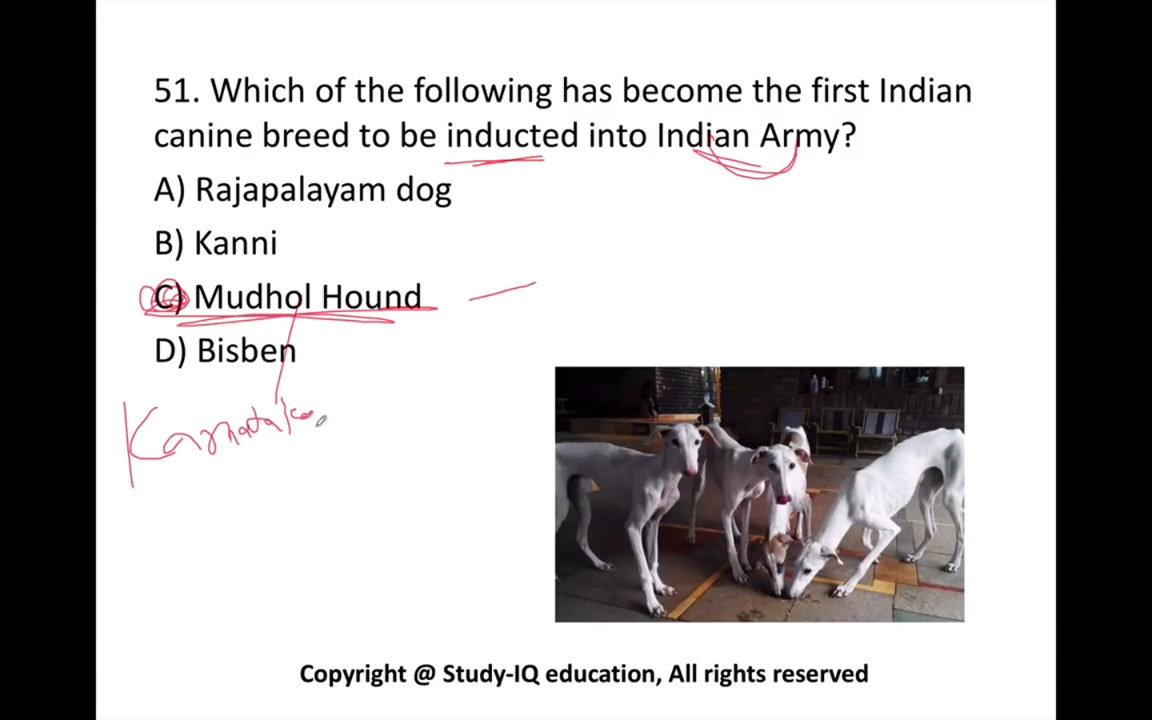 51. Which of the following has become the first Indian
canine breed to be inducted into Indian Army?
A) Rajapalayam dog
B) Kanni
C) Mudhol Hound
D) Bisben
Karnataka
Copyright @ Study-IQ education, All rights reserved